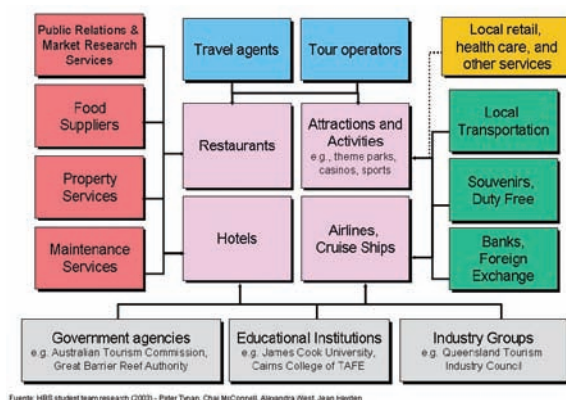 Public Relations &
Market Research
Services
Travel agents
Tour operators
Local retail,
health care, and
other services
Food
Suppliers
Restaurants
Attractions and
Activities
e.g., theme parks,
casinos, sports
Local
Transportation
Property
Services
Souvenirs,
Duty Free
Maintenance
Services
Hotels
Airlines,
Cruise Ships
Banks,
Foreign
Exchange
Government agencies
e.g. Australian Tourism Commission,
Great Barrier Reef Authority
Educational Institutions
e.g. James Cook University,
Cairns College of TAFE
Industry Groups
e.g. Queensland Tourism
Industry Council
Fuente: HBS student team research (2003) - Peter Tynan, Chai McConnell, Alexandra West, Jean Hayden